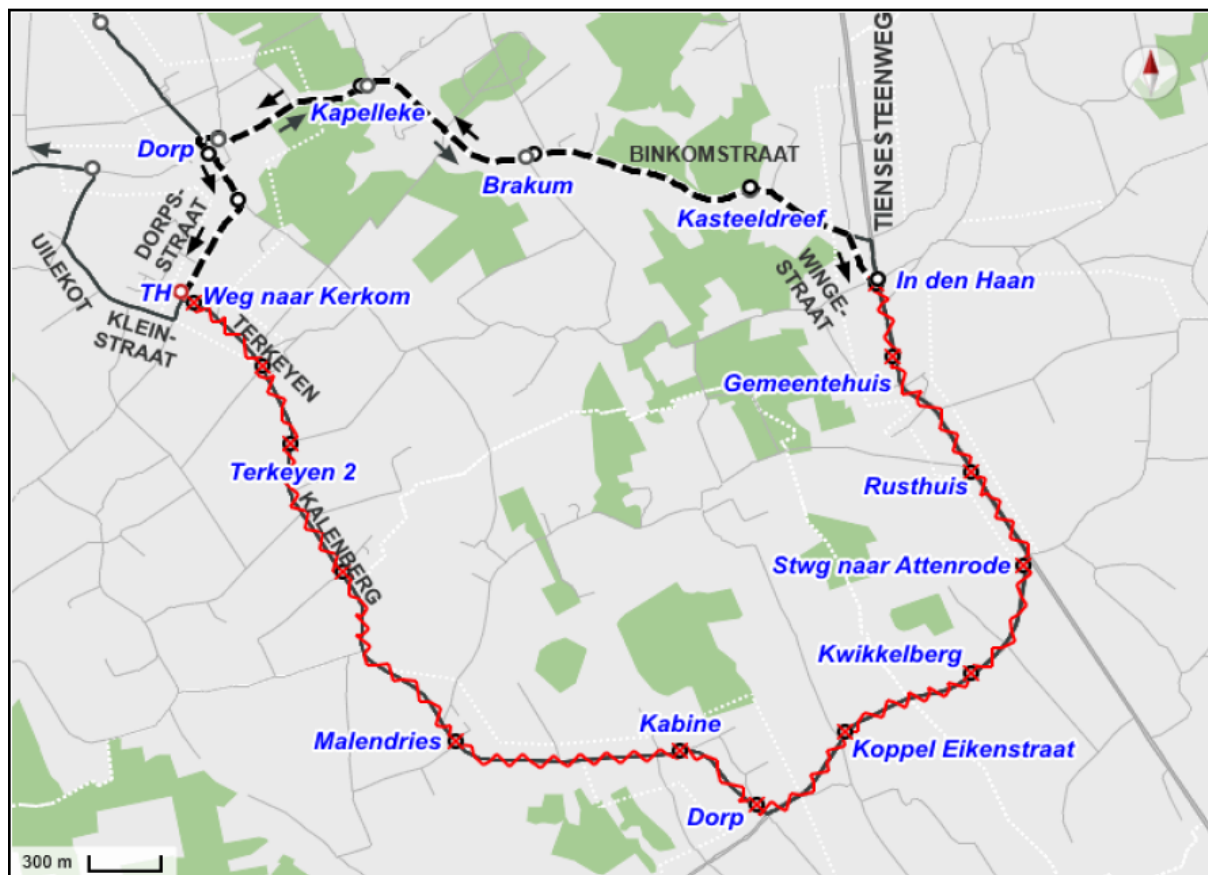 Kapelleke
Dorp
BINKOMSTRAAT
TIENSESTEENWEG
Brakum
Kasteeldreef
DORPS-
STRAAT
UILEKOT
TH
Weg naar Kerkom
WINGE-
STRAAT
In den Haan
KLEIN-
STRAAT
TERKEYEN
Gemeentehuis
Terkeyen 2
Rusthuis
KALENBERG
Stwg naar Attenrode
Kwikkelberg
Malendries
Kabine
Koppel Eikenstraat
Dorp
300 m